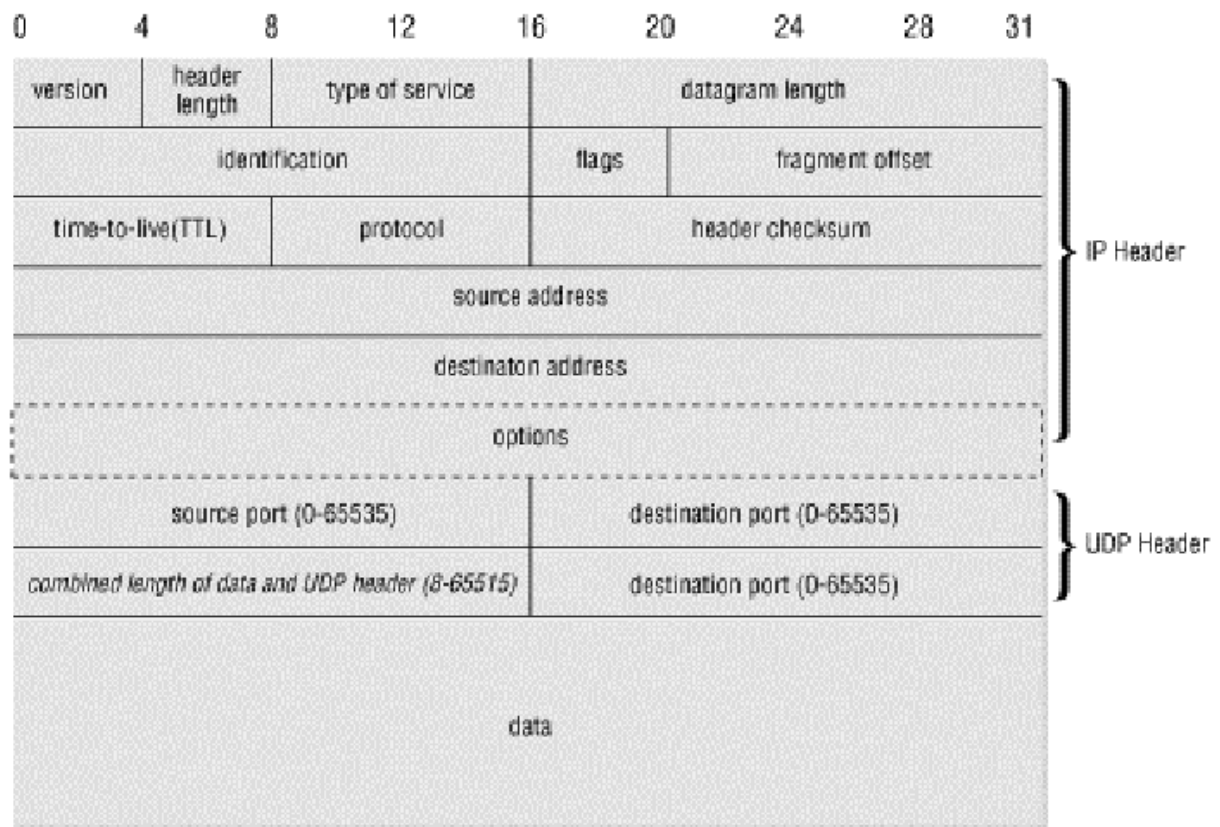 0 4 8 12 16 20 24 28 31
version header length type of service datagram length
identification flags fragment offset
time-to-live(TTL) protocol header checksum
IP Header
source address
destinaton address
options
source port (0-65535) destination port (0-65535)
UDP Header
combined length of data and UDP header (8-65515) destination port (0-65535)
data